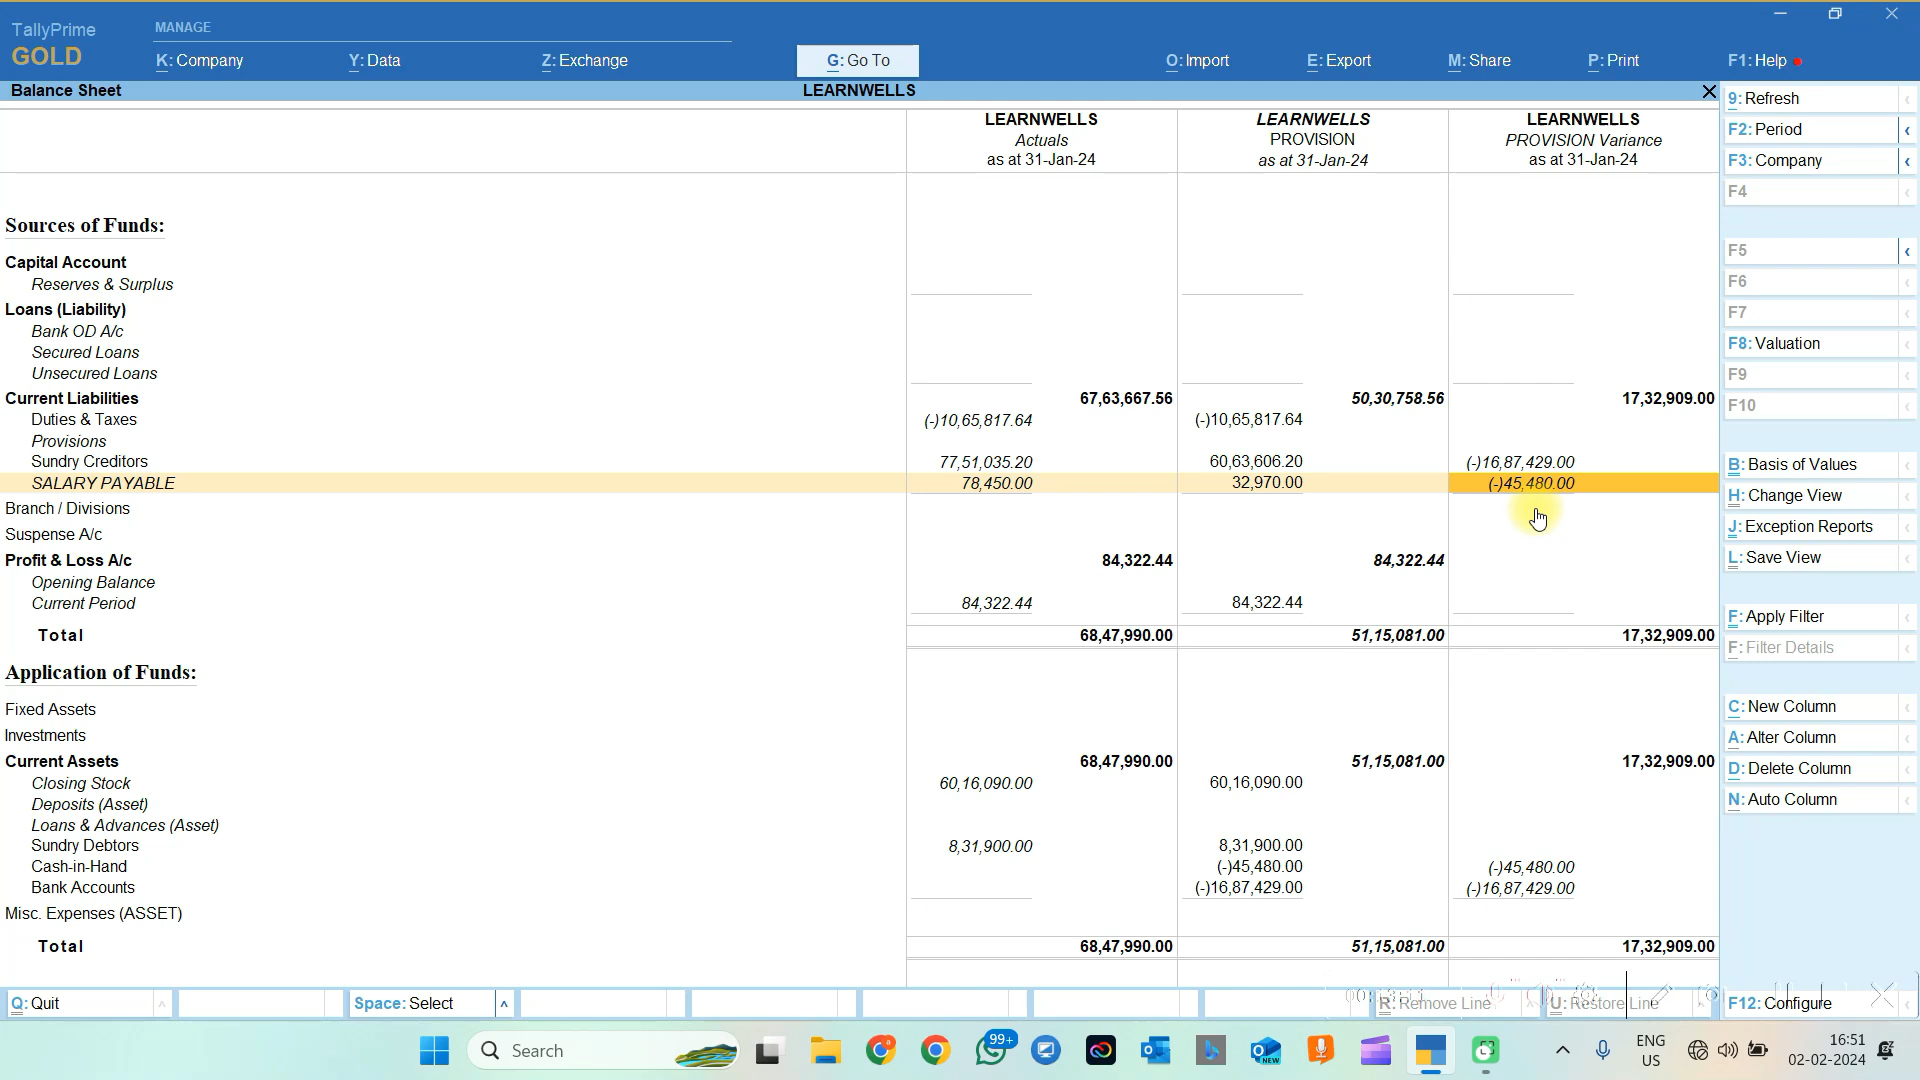 TallyPrime
GOLD
MANAGE
K: Company
Y: Data
Z: Exchange
G: Go To
O: Import
E: Export
M: Share
P: Print
F1: Help
Balance Sheet
LEARNWELLS
LEARNWELLS LEARNWELLS LEARNWELLS
Actuals PROVISION PROVISION Variance
as at 31-Jan-24 as at 31-Jan-24 as at 31-Jan-24
Sources of Funds:
Capital Account
Reserves & Surplus
Loans (Liability)
Bank OD A/c
Secured Loans
Unsecured Loans
Current Liabilities 67,63,667.56 50,30,758.56 17,32,909.00
Duties & Taxes (-)10,65,817.64 (-)10,65,817.64
Provisions
Sundry Creditors 77,51,035.20 60,63,606.20 (-)16,87,429.00
SALARY PAYABLE 78,450.00 32,970.00 (-)45,480.00
Branch / Divisions
Suspense A/c
Profit & Loss A/c 84,322.44 84,322.44
Opening Balance
Current Period 84,322.44 84,322.44
Total 68,47,990.00 51,15,081.00 17,32,909.00
Application of Funds:
Fixed Assets
Investments
Current Assets 68,47,990.00 51,15,081.00 17,32,909.00
Closing Stock 60,16,090.00 60,16,090.00
Deposits (Asset)
Loans & Advances (Asset)
Sundry Debtors 8,31,900.00 8,31,900.00
Cash-in-Hand (-)45,480.00 (-)45,480.00
Bank Accounts (-)16,87,429.00 (-)16,87,429.00
Misc. Expenses (ASSET)
Total 68,47,990.00 51,15,081.00 17,32,909.00
9: Refresh
F2: Period
F3: Company
F4
F5
F6
F7
F8: Valuation
F9
F10
B: Basis of Values
H: Change View
J: Exception Reports
L: Save View
F: Apply Filter
F: Filter Details
C: New Column
A: Alter Column
D: Delete Column
N: Auto Column
Q: Quit
Space: Select
R: Remove Line
U: Restore Line
F12: Configure
Search
99+
NEW
ENG
US
16:51
02-02-2024